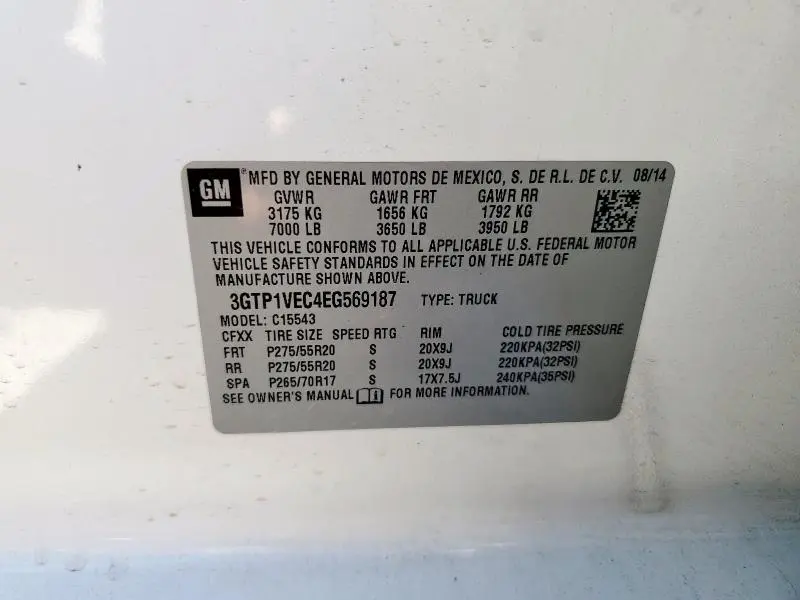 GM ® MFD BY GENERAL MOTORS DE MEXICO, S. DE R.L. DE C.V. 08/14
GVWR GAWR FRT GAWR RR
3175 KG 1656 KG 1792 KG
7000 LB 3650 LB 3950 LB
THIS VEHICLE CONFORMS TO ALL APPLICABLE U.S. FEDERAL MOTOR
VEHICLE SAFETY STANDARDS IN EFFECT ON THE DATE OF
MANUFACTURE SHOWN ABOVE.
3GTP1VEC4EG569187 TYPE: TRUCK
MODEL: C15543
CFXX TIRE SIZE SPEED RTG RIM COLD TIRE PRESSURE
FRT P275/55R20 S 20X9J 220KPA(32PSI)
RR P275/55R20 S 20X9J 220KPA(32PSI)
SPA P265/70R17 S 17X7.5J 240KPA(35PSI)
SEE OWNER'S MANUAL FOR MORE INFORMATION.